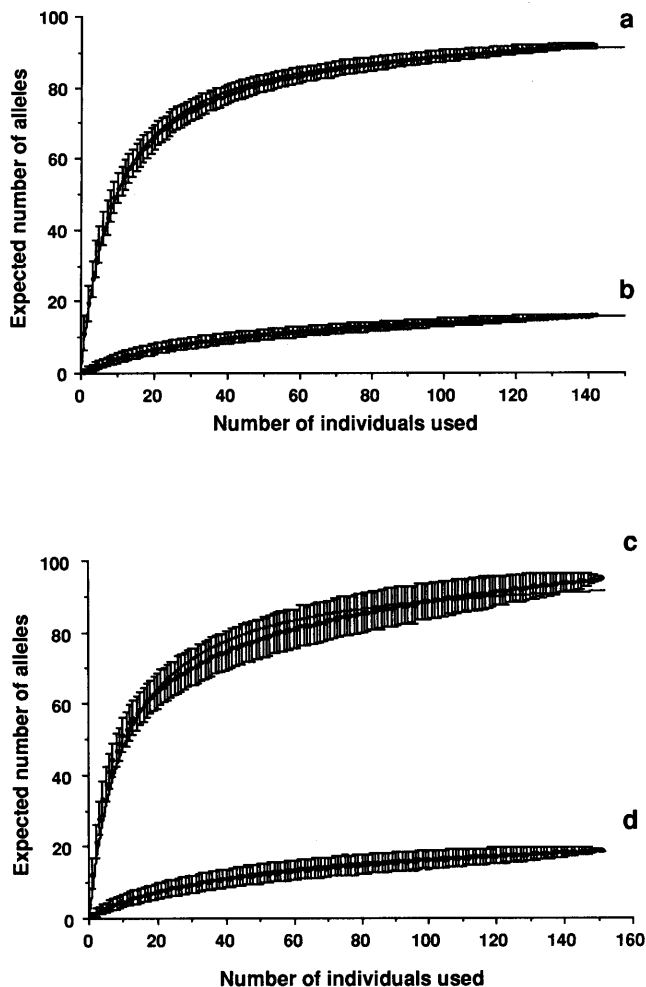 100
a
80
60
40
20
0
Expected number of alleles
b
0 20 40 60 80 100 120 140
Number of individuals used
c
100
80
60
40
20
0
Expected number of alleles
d
0 20 40 60 80 100 120 140 160
Number of individuals used